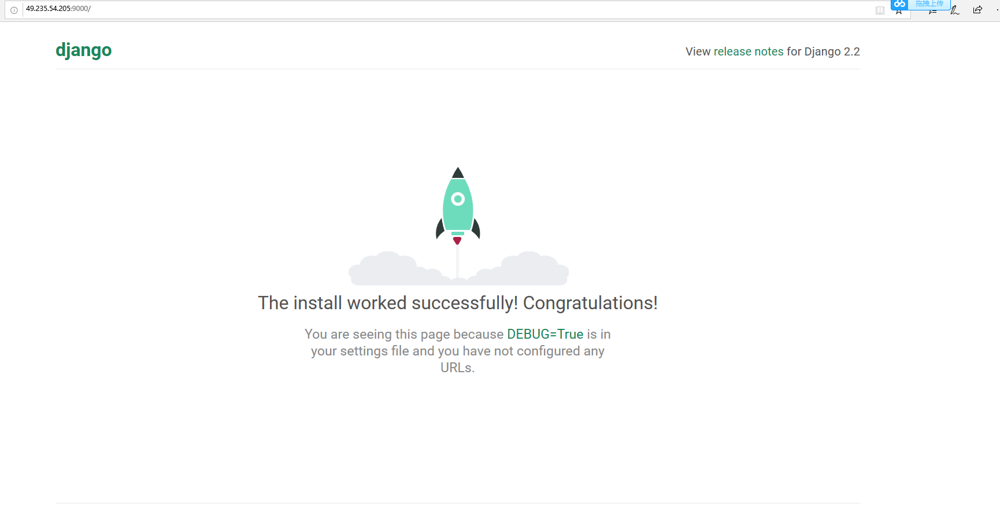 49.235.54.205:9000/
拖拽上传
django
View release notes for Django 2.2
The install worked successfully! Congratulations!
You are seeing this page because DEBUG=True is in
your settings file and you have not configured any
URLs.